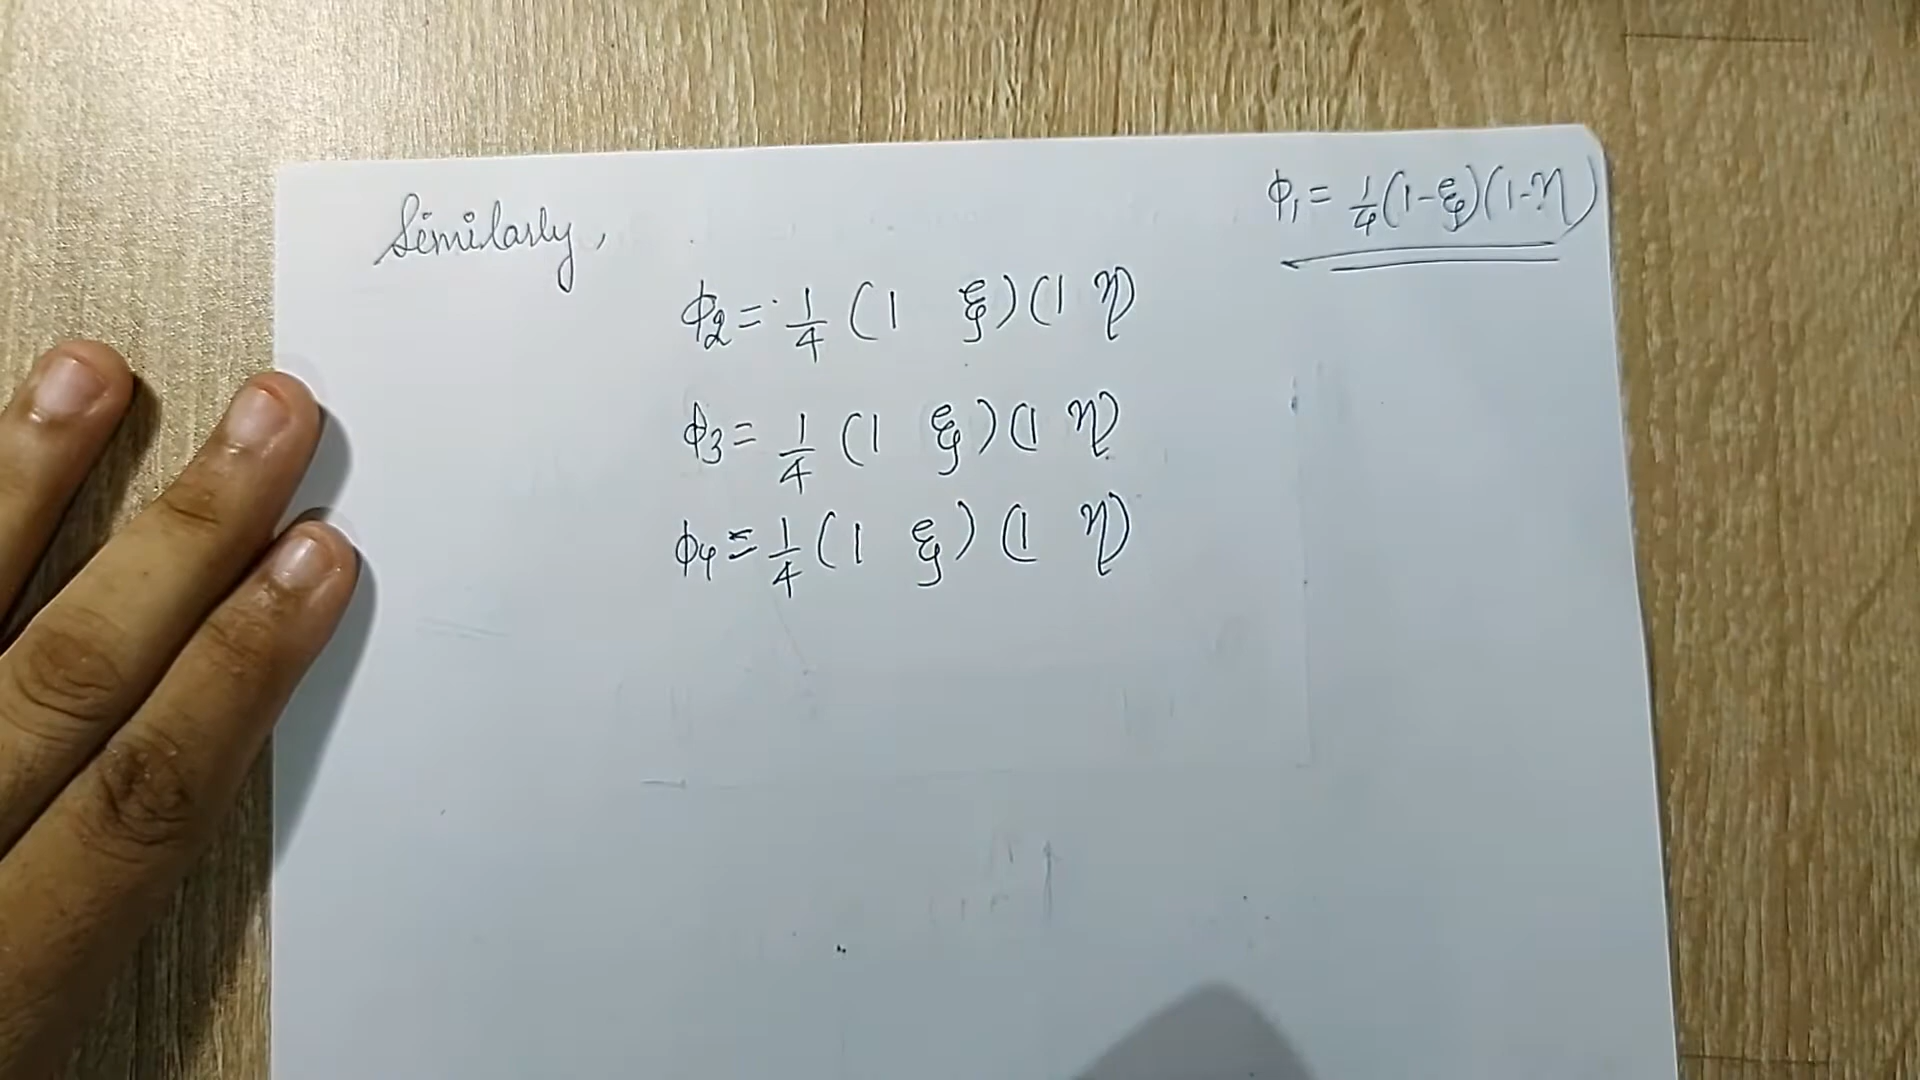 ϕ₁ = 1/4 (1-ξ)(1-η)
Similarly,
ϕ₂ = 1/4 (1 ξ)(1 η)
ϕ₃ = 1/4 (1 ξ)(1 η)
ϕ₄ = 1/4 (1 ξ)(1 η)